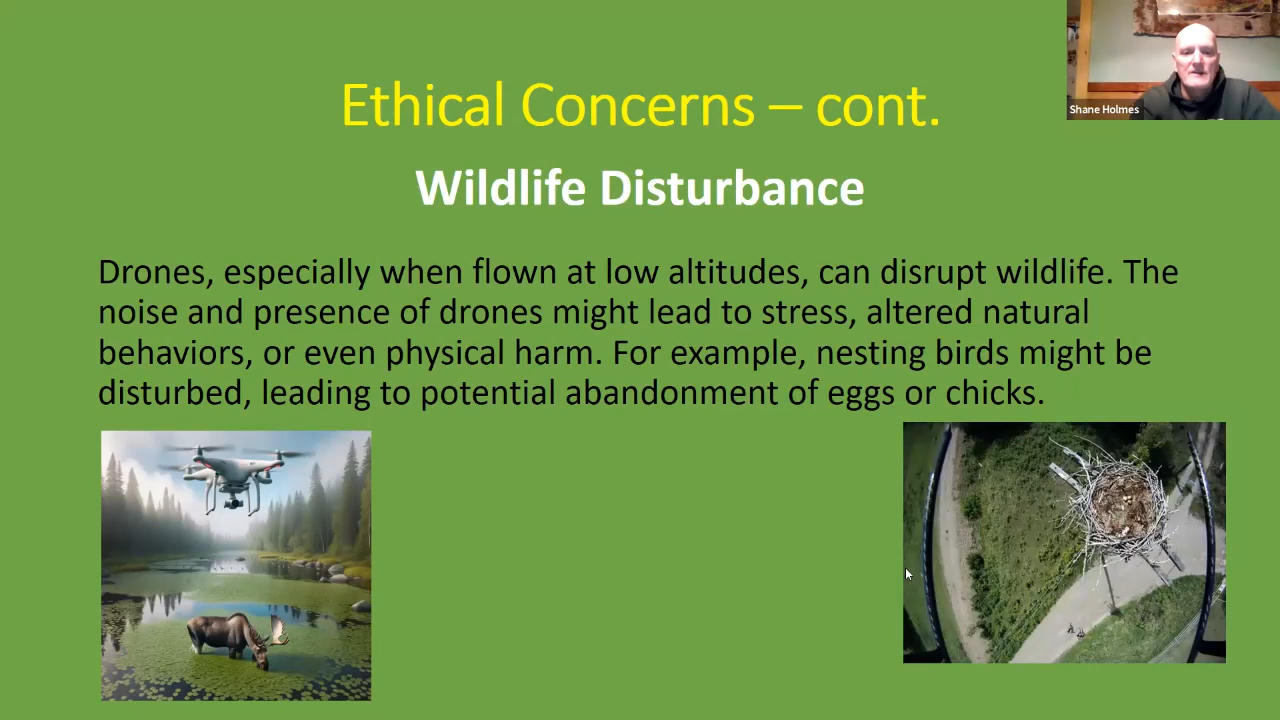 Ethical Concerns – cont.
Shane Holmes
Wildlife Disturbance
Drones, especially when flown at low altitudes, can disrupt wildlife. The
noise and presence of drones might lead to stress, altered natural
behaviors, or even physical harm. For example, nesting birds might be
disturbed, leading to potential abandonment of eggs or chicks.